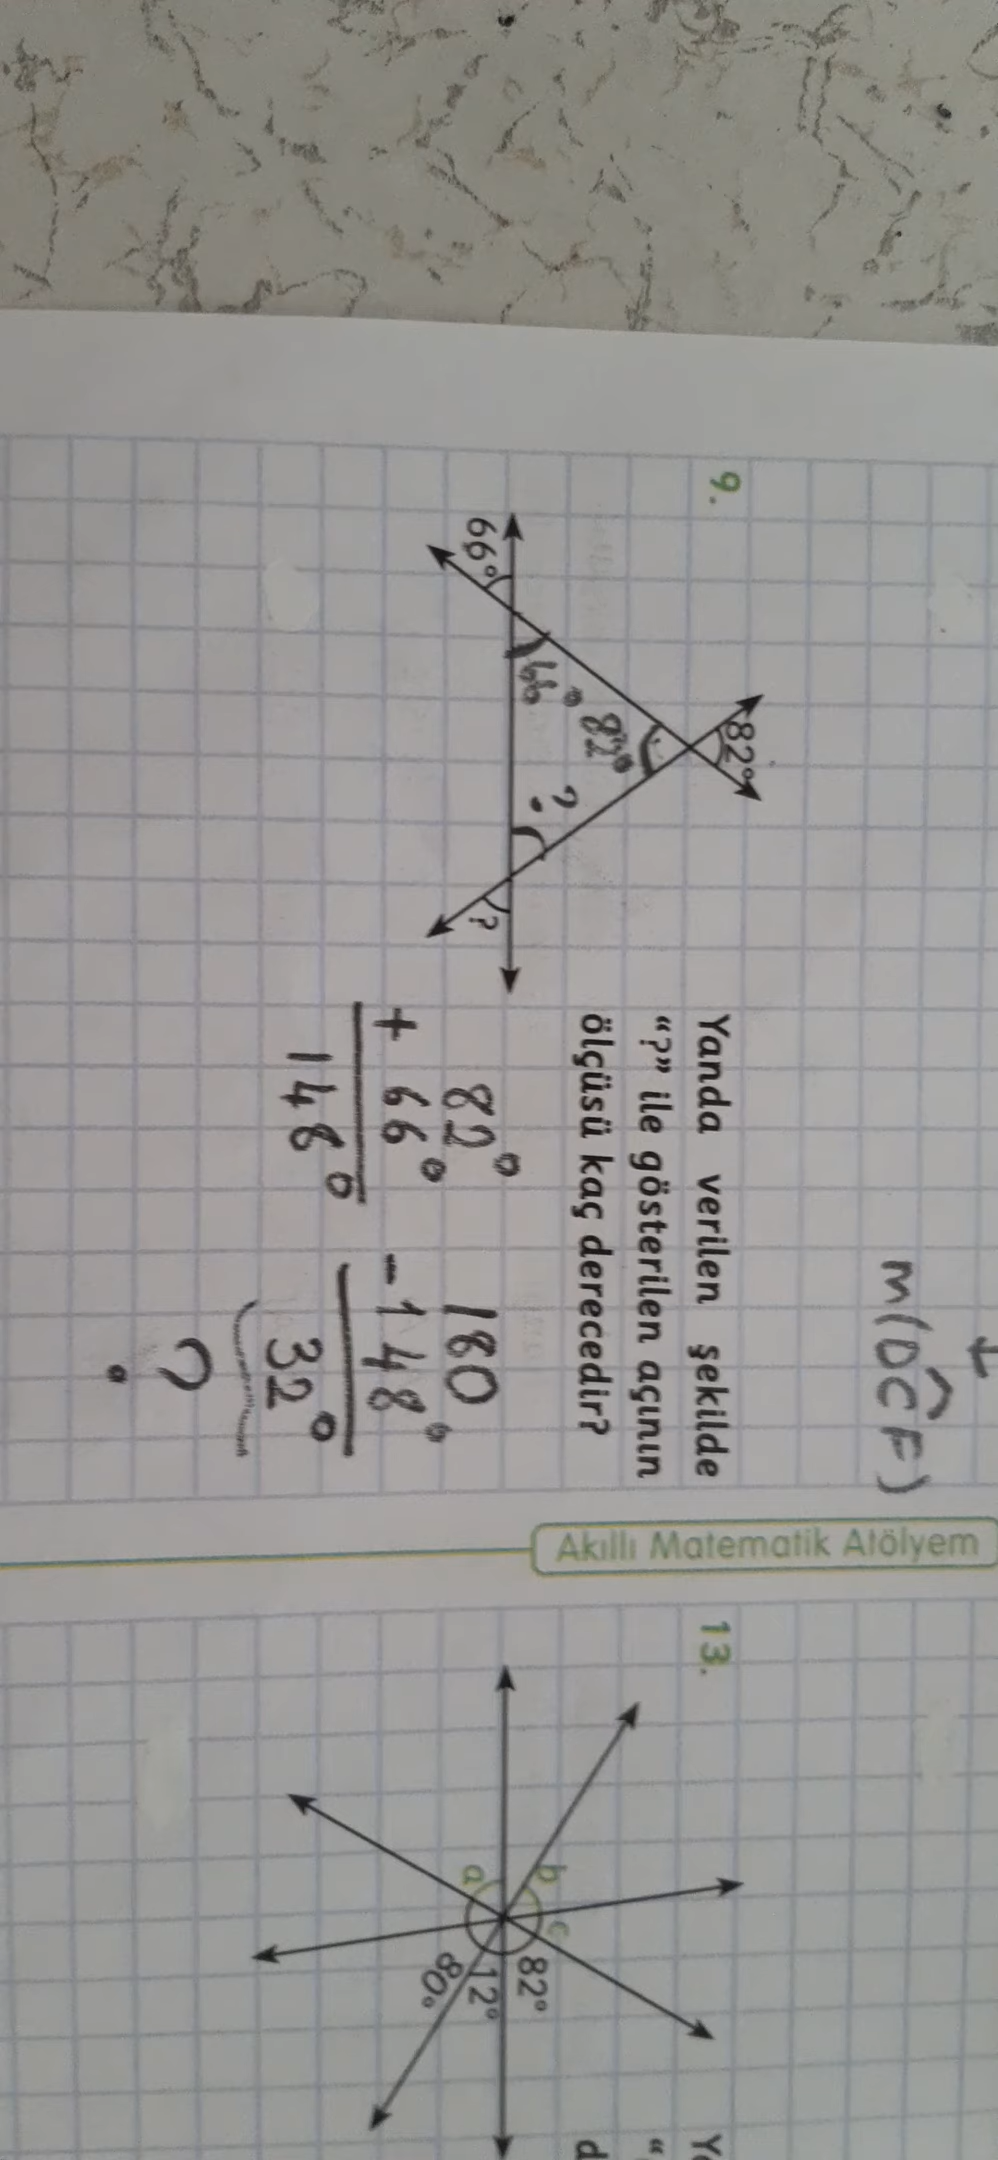 m(DĈF)
9.
82°
82°
66°
66°
?
?
Yanda verilen şekilde
“?” ile gösterilen açının
ölçüsü kaç derecedir?
82°
+ 66°
148°
180
- 148°
32°
?
Akıllı Matematik Atölyem
13.
b
c
a
82°
12°
80°
“
d